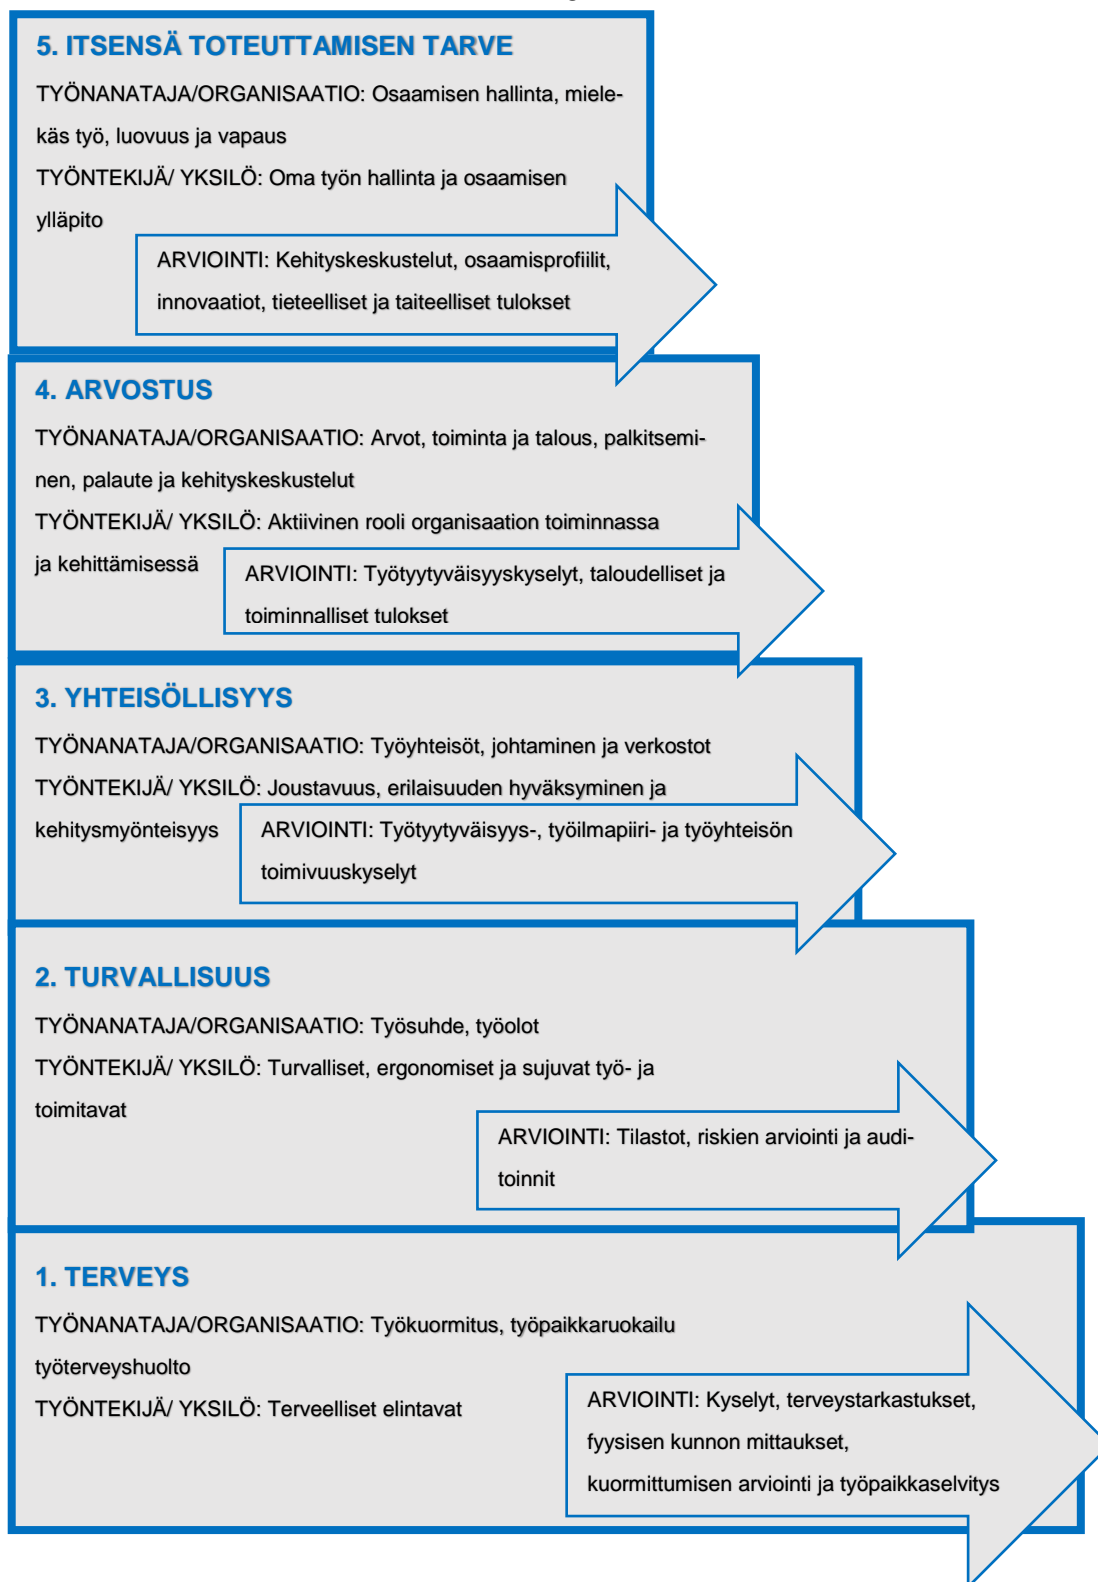 5. ITSENSÄ TOTEUTTAMISEN TARVE
TYÖNANATAJA/ORGANISAATIO: Osaamisen hallinta, miele-
käs työ, luovuus ja vapaus
TYÖNTEKIJÄ/ YKSILÖ: Oma työn hallinta ja osaamisen
ylläpito
ARVIOINTI: Kehityskeskustelut, osaamisprofiilit,
innovaatiot, tieteelliset ja taiteelliset tulokset
4. ARVOSTUS
TYÖNANATAJA/ORGANISAATIO: Arvot, toiminta ja talous, palkitsemi-
nen, palaute ja kehityskeskustelut
TYÖNTEKIJÄ/ YKSILÖ: Aktiivinen rooli organisaation toiminnassa
ja kehittämisessä
ARVIOINTI: Työtyytyväisyyskyselyt, taloudelliset ja
toiminnalliset tulokset
3. YHTEISÖLLISYYS
TYÖNANATAJA/ORGANISAATIO: Työyhteisöt, johtaminen ja verkostot
TYÖNTEKIJÄ/ YKSILÖ: Joustavuus, erilaisuuden hyväksyminen ja
kehitysmyönteisyys
ARVIOINTI: Työtyytyväisyys-, työilmapiiri- ja työyhteisön
toimivuuskyselyt
2. TURVALLISUUS
TYÖNANATAJA/ORGANISAATIO: Työsuhde, työolot
TYÖNTEKIJÄ/ YKSILÖ: Turvalliset, ergonomiset ja sujuvat työ- ja
toimitavat
ARVIOINTI: Tilastot, riskien arviointi ja audi-
toinnit
1. TERVEYS
TYÖNANATAJA/ORGANISAATIO: Työkuormitus, työpaikkaruokailu
työterveyshuolto
TYÖNTEKIJÄ/ YKSILÖ: Terveelliset elintavat
ARVIOINTI: Kyselyt, terveystarkastukset,
fyysisen kunnon mittaukset,
kuormittumisen arviointi ja työpaikkaselvitys